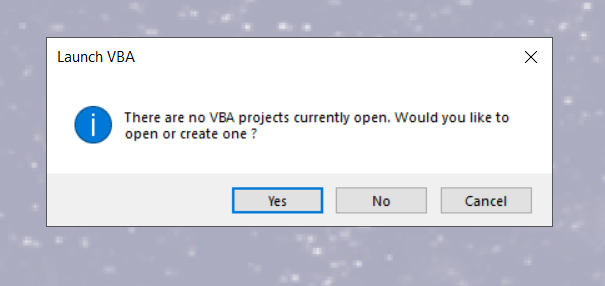 Launch VBA
There are no VBA projects currently open. Would you like to
open or create one ?
Yes
No
Cancel